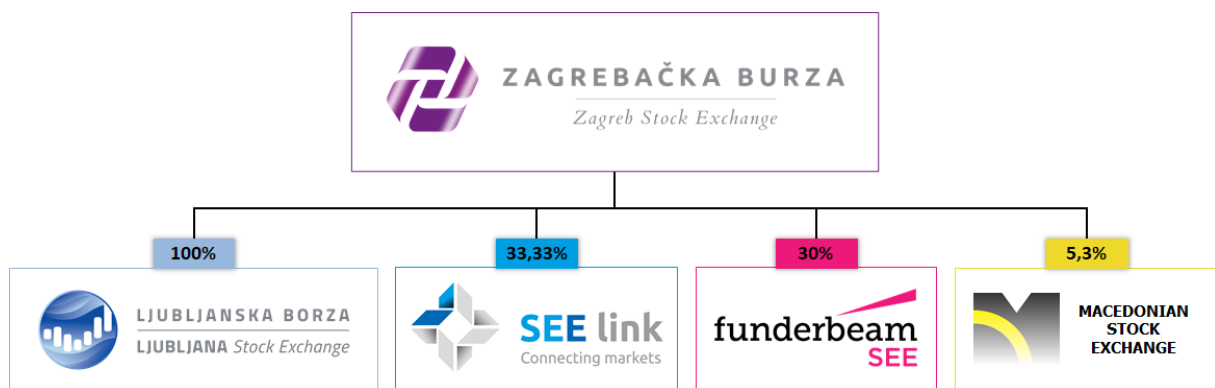 ZAGREBAČKA BURZA
Zagreb Stock Exchange
100%
33,33%
30%
5,3%
LJUBLJANSKA BORZA
LJUBLJANA Stock Exchange
SEE link
Connecting markets
funderbeam
SEE
MACEDONIAN
STOCK
EXCHANGE